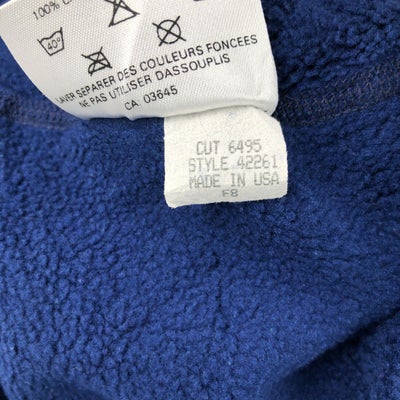 100%
40°
LAVER SEPARER DES COULEURS FONCEES
NE PAS UTILISER D'ASSOUPLIS
CA 03645
CUT 6495
STYLE 42261
MADE IN USA
F8